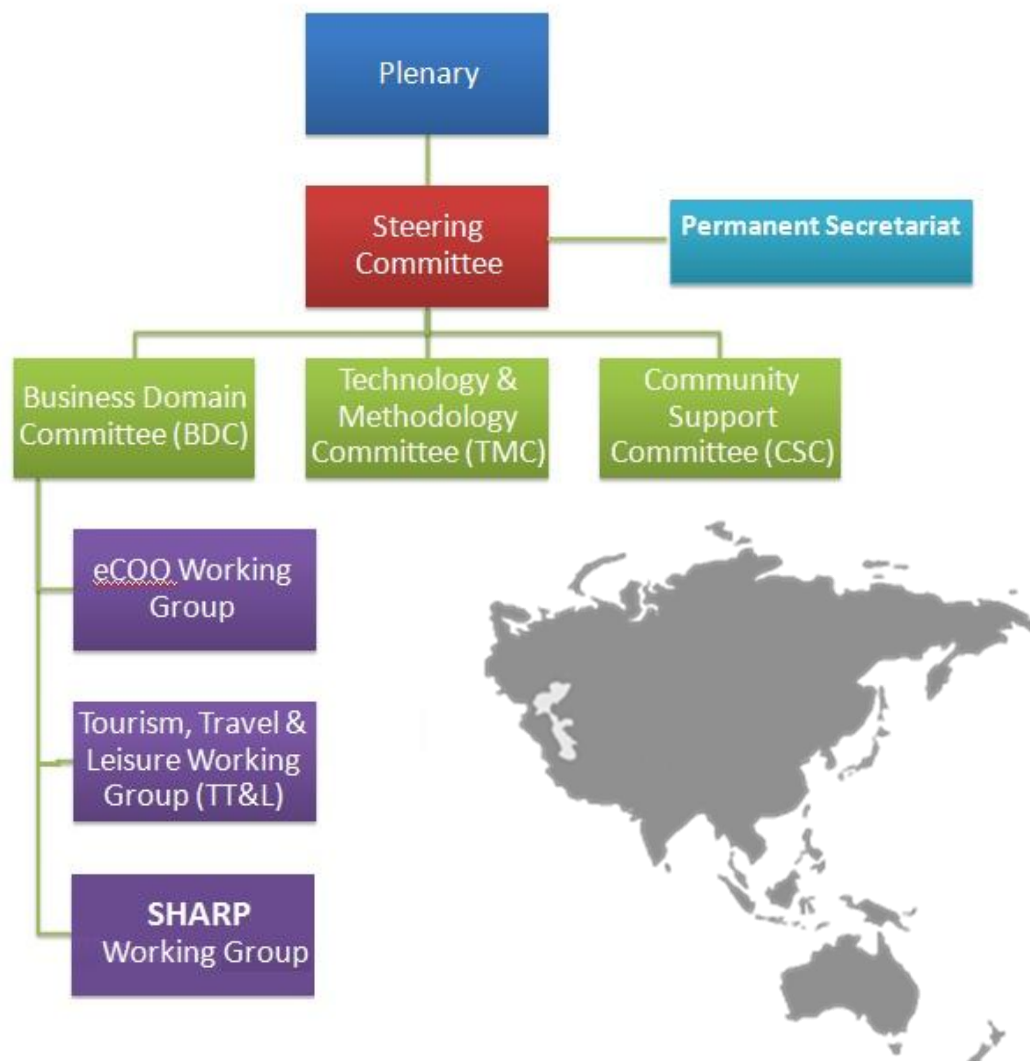 Plenary
Steering
Committee
Permanent Secretariat
Business Domain
Committee (BDC)
Technology &
Methodology
Committee (TMC)
Community
Support
Committee (CSC)
eCOO Working
Group
Tourism, Travel &
Leisure Working
Group (TT&L)
SHARP
Working Group